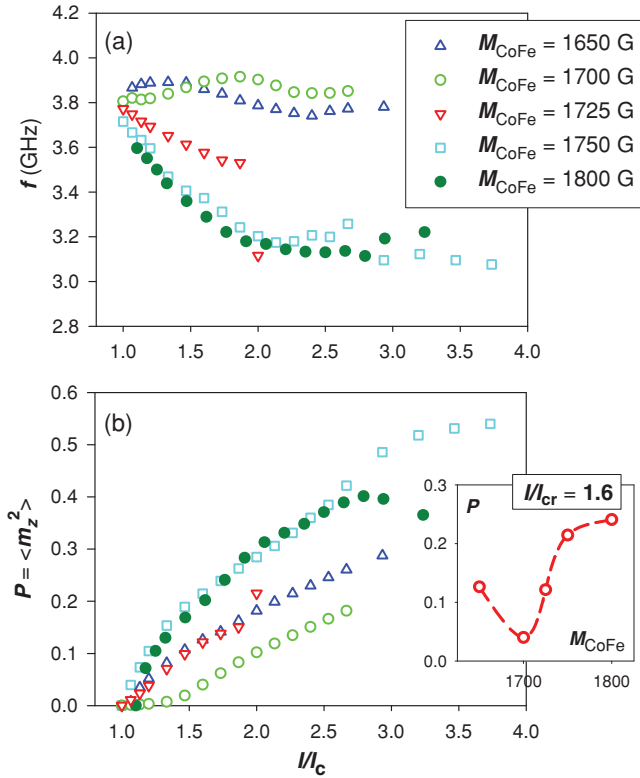 4.2
4.0
3.8
3.6
3.4
3.2
3.0
2.8
f (GHz)
(a)
M_CoFe = 1650 G
M_CoFe = 1700 G
M_CoFe = 1725 G
M_CoFe = 1750 G
M_CoFe = 1800 G
1.0 1.5 2.0 2.5 3.0 3.5 4.0
0.6
0.5
0.4
0.3
0.2
0.1
0.0
P = <m_z^2>
(b)
I/I_cr = 1.6
P
0.3
0.2
0.1
0.0
M_CoFe
1700 1800
1.0 1.5 2.0 2.5 3.0 3.5 4.0
I/I_c